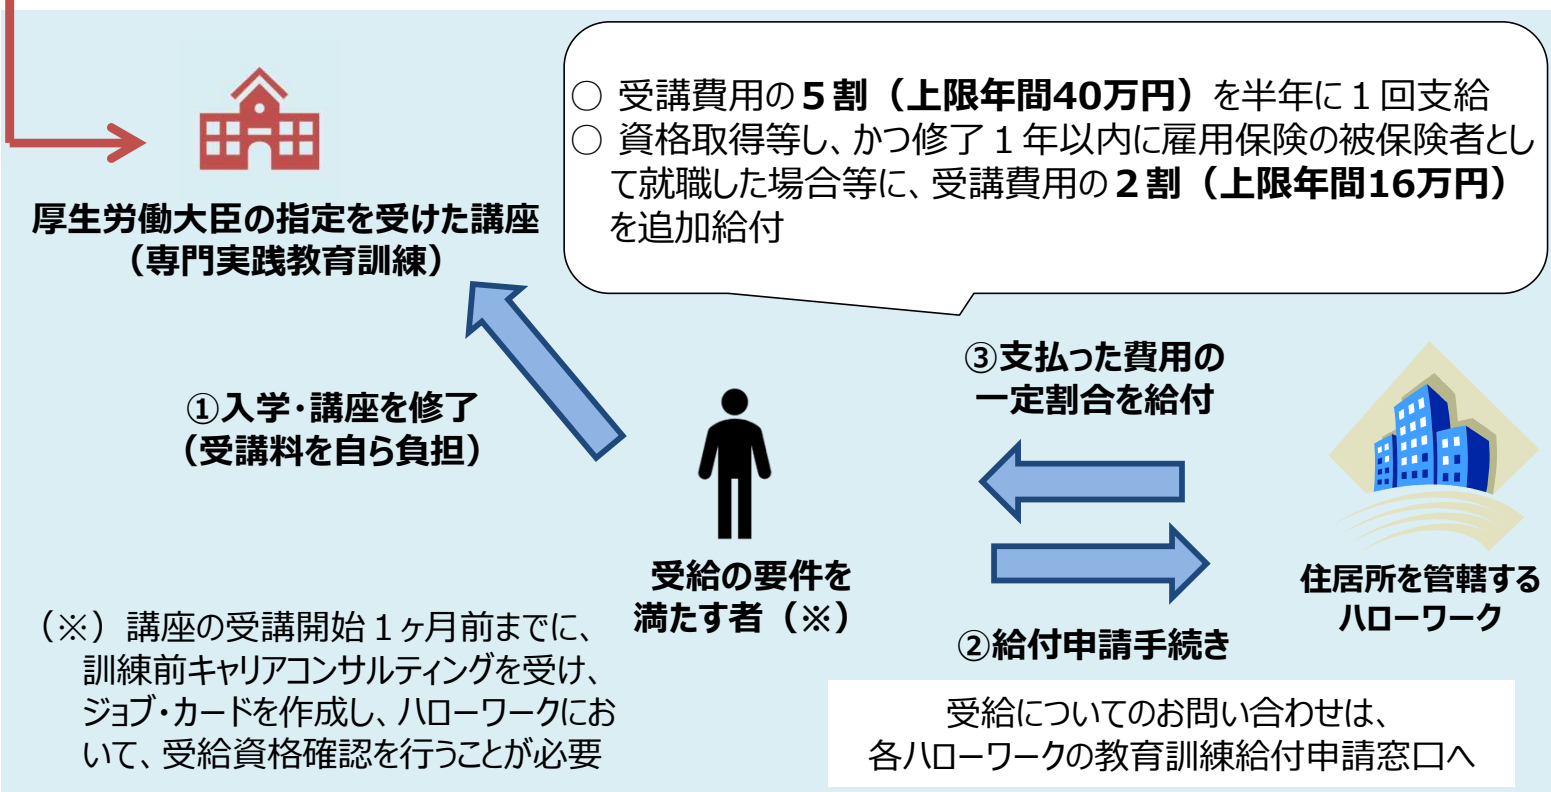 ○ 受講費用の５割（上限年間40万円）を半年に１回支給
○ 資格取得等し、かつ修了１年以内に雇用保険の被保険者とし
て就職した場合等に、受講費用の２割（上限年間16万円）
を追加給付
厚生労働大臣の指定を受けた講座
（専門実践教育訓練）
①入学・講座を修了
（受講料を自ら負担）
③支払った費用の
一定割合を給付
受給の要件を
満たす者（※）
②給付申請手続き
住居所を管轄する
ハローワーク
（※）講座の受講開始１ヶ月前までに、
訓練前キャリアコンサルティングを受け、
ジョブ・カードを作成し、ハローワークにお
いて、受給資格確認を行うことが必要
受給についてのお問い合わせは、
各ハローワークの教育訓練給付申請窓口へ